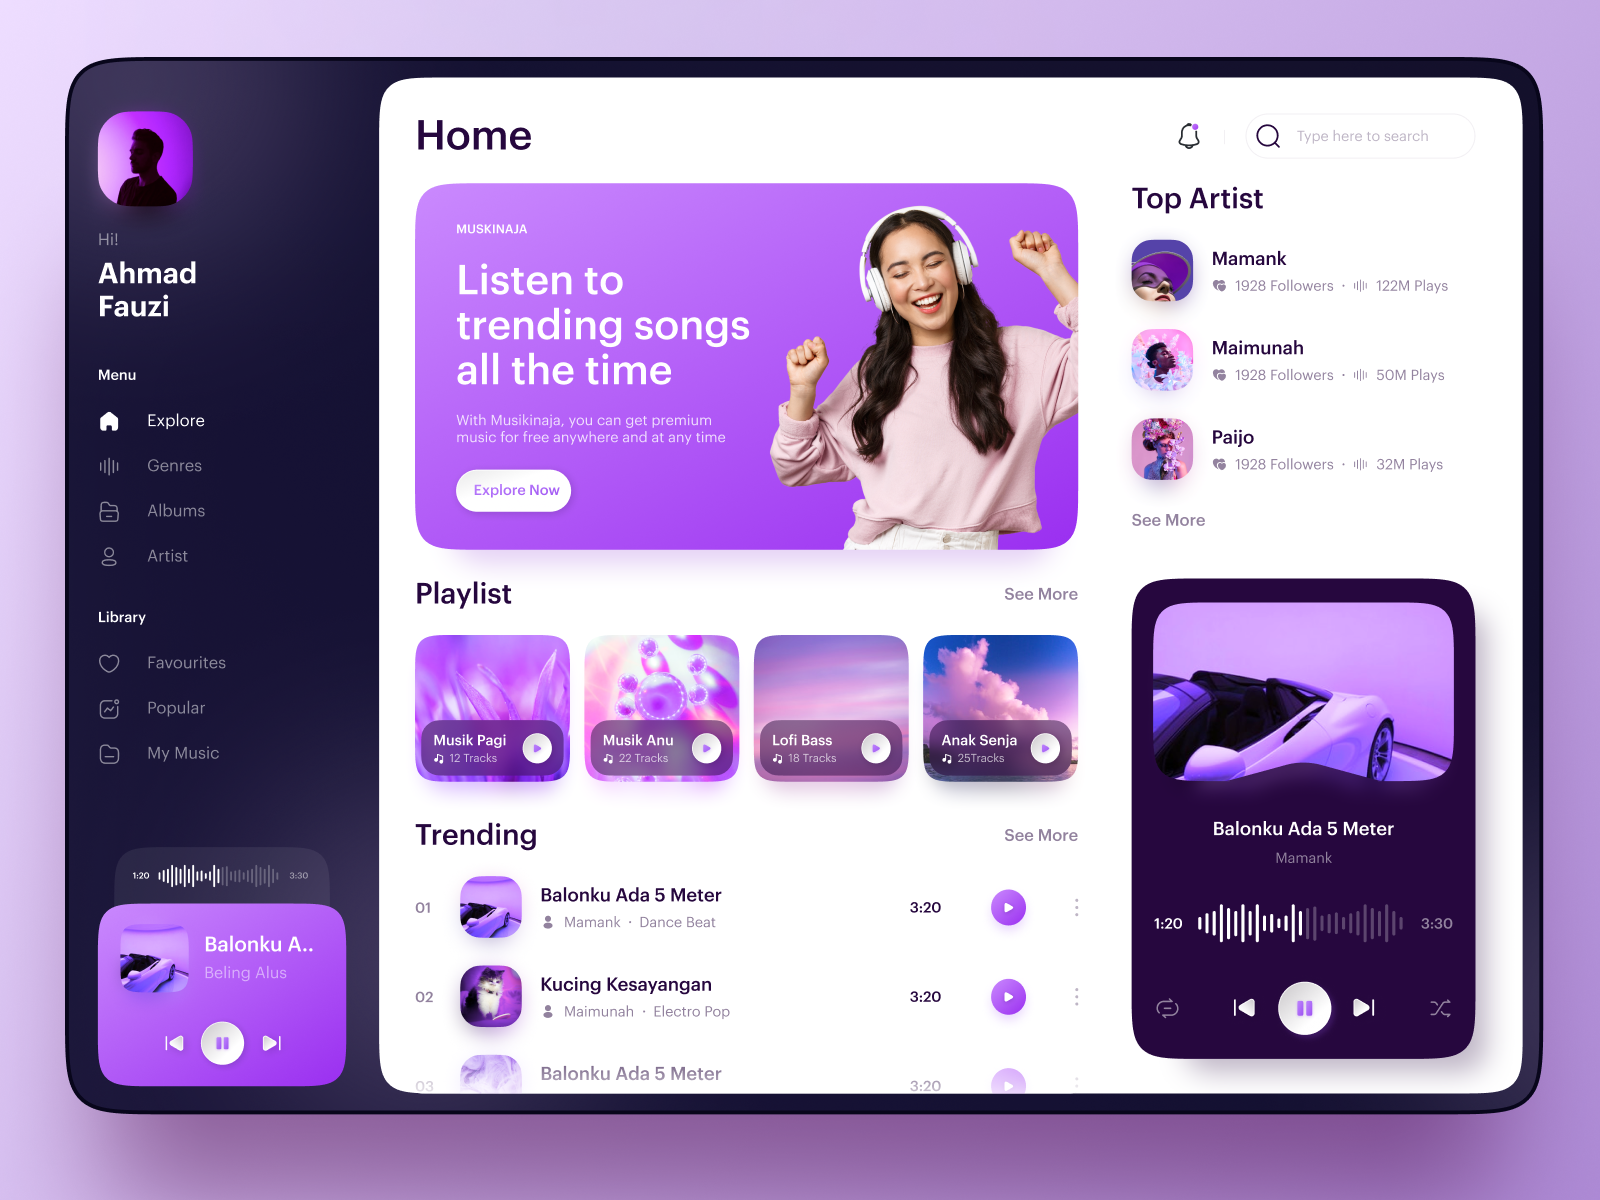 Hi!
Ahmad
Fauzi
Menu
Explore
Genres
Albums
Artist
Library
Favourites
Popular
My Music
1:20
3:30
Balonku A..
Beling Alus
Home
Type here to search
MUSKINAJA
Listen to
trending songs
all the time
With Musikinaja, you can get premium
music for free anywhere and at any time
Explore Now
Playlist
See More
Musik Pagi
12 Tracks
Musik Anu
22 Tracks
Lofi Bass
18 Tracks
Anak Senja
25Tracks
Trending
See More
01
Balonku Ada 5 Meter
Mamank · Dance Beat
3:20
02
Kucing Kesayangan
Maimunah · Electro Pop
3:20
03
Balonku Ada 5 Meter
3:20
Top Artist
Mamank
1928 Followers · 122M Plays
Maimunah
1928 Followers · 50M Plays
Paijo
1928 Followers · 32M Plays
See More
Balonku Ada 5 Meter
Mamank
1:20
3:30